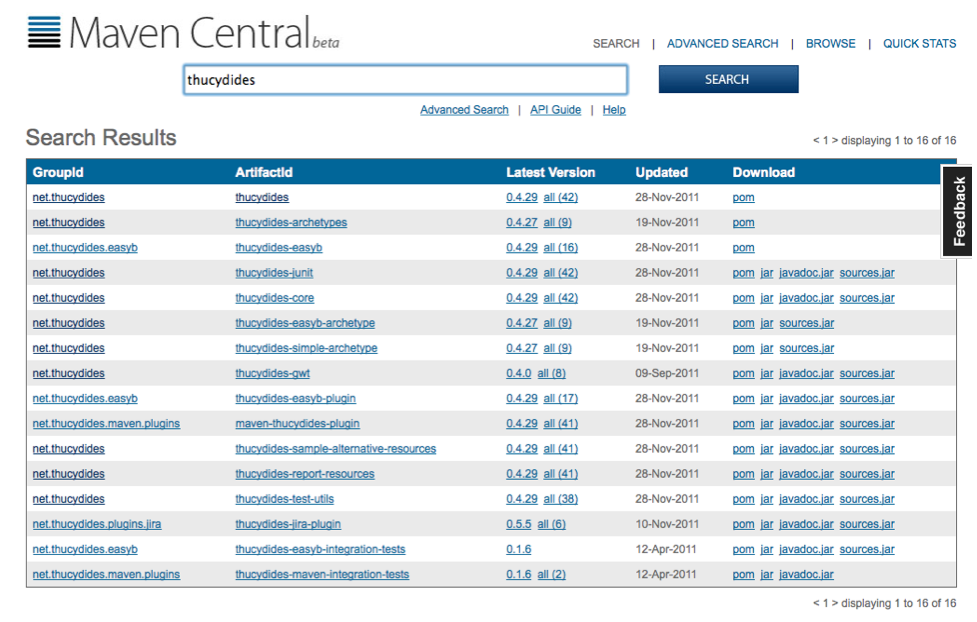 Maven Central beta
SEARCH | ADVANCED SEARCH | BROWSE | QUICK STATS
thucydides SEARCH
Advanced Search | API Guide | Help
Search Results < 1 > displaying 1 to 16 of 16
GroupId ArtifactId Latest Version Updated Download
net.thucydides thucydides 0.4.29 all (42) 28-Nov-2011 pom
net.thucydides thucydides-archetypes 0.4.27 all (9) 19-Nov-2011 pom
net.thucydides.easyb thucydides-easyb 0.4.29 all (16) 28-Nov-2011 pom
net.thucydides thucydides-junit 0.4.29 all (42) 28-Nov-2011 pom jar javadoc.jar sources.jar
net.thucydides thucydides-core 0.4.29 all (42) 28-Nov-2011 pom jar javadoc.jar sources.jar
net.thucydides thucydides-easyb-archetype 0.4.27 all (9) 19-Nov-2011 pom jar sources.jar
net.thucydides thucydides-simple-archetype 0.4.27 all (9) 19-Nov-2011 pom jar sources.jar
net.thucydides thucydides-gwt 0.4.0 all (8) 09-Sep-2011 pom jar javadoc.jar sources.jar
net.thucydides.easyb thucydides-easyb-plugin 0.4.29 all (17) 28-Nov-2011 pom jar javadoc.jar sources.jar
net.thucydides.maven.plugins maven-thucydides-plugin 0.4.29 all (41) 28-Nov-2011 pom jar javadoc.jar sources.jar
net.thucydides thucydides-sample-alternative-resources 0.4.29 all (41) 28-Nov-2011 pom jar javadoc.jar sources.jar
net.thucydides thucydides-report-resources 0.4.29 all (41) 28-Nov-2011 pom jar javadoc.jar sources.jar
net.thucydides thucydides-test-utils 0.4.29 all (38) 28-Nov-2011 pom jar javadoc.jar sources.jar
net.thucydides.plugins.jira thucydides-jira-plugin 0.5.5 all (6) 10-Nov-2011 pom jar javadoc.jar sources.jar
net.thucydides.easyb thucydides-easyb-integration-tests 0.1.6 12-Apr-2011 pom jar javadoc.jar sources.jar
net.thucydides.maven.plugins thucydides-maven-integration-tests 0.1.6 all (2) 12-Apr-2011 pom jar javadoc.jar
< 1 > displaying 1 to 16 of 16
Feedback